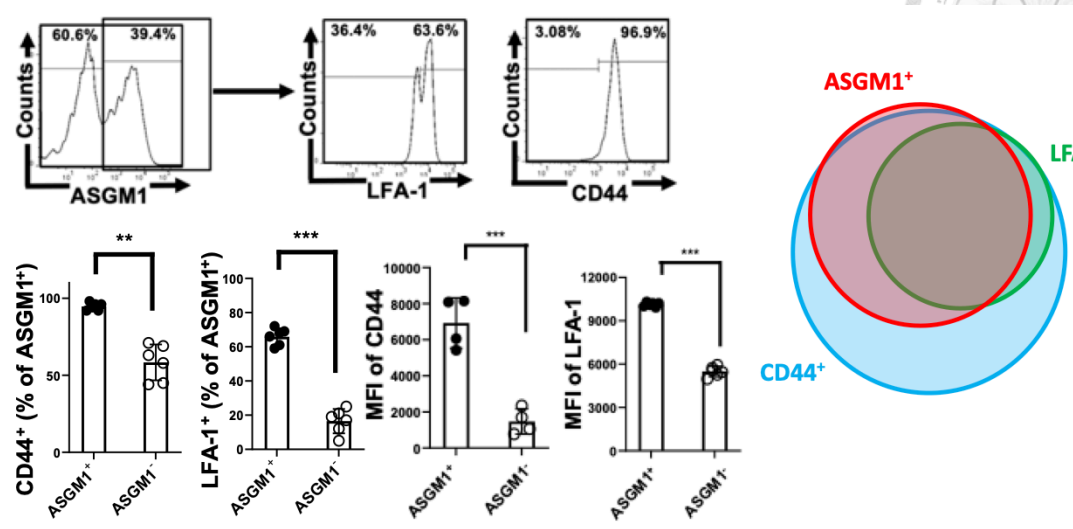 60.6% 39.4%
Counts
ASGM1
36.4% 63.6%
Counts
LFA-1
3.08% 96.9%
Counts
CD44
ASGM1⁺
LFA
CD44⁺
**
CD44⁺ (% of ASGM1⁺)
100
50
0
ASGM1⁺
ASGM1⁻
***
LFA-1⁺ (% of ASGM1⁺)
100
80
60
40
20
0
ASGM1⁺
ASGM1⁻
***
MFI of CD44
10000
8000
6000
4000
2000
0
ASGM1⁺
ASGM1⁻
***
MFI of LFA-1
12000
9000
6000
3000
0
ASGM1⁺
ASGM1⁻